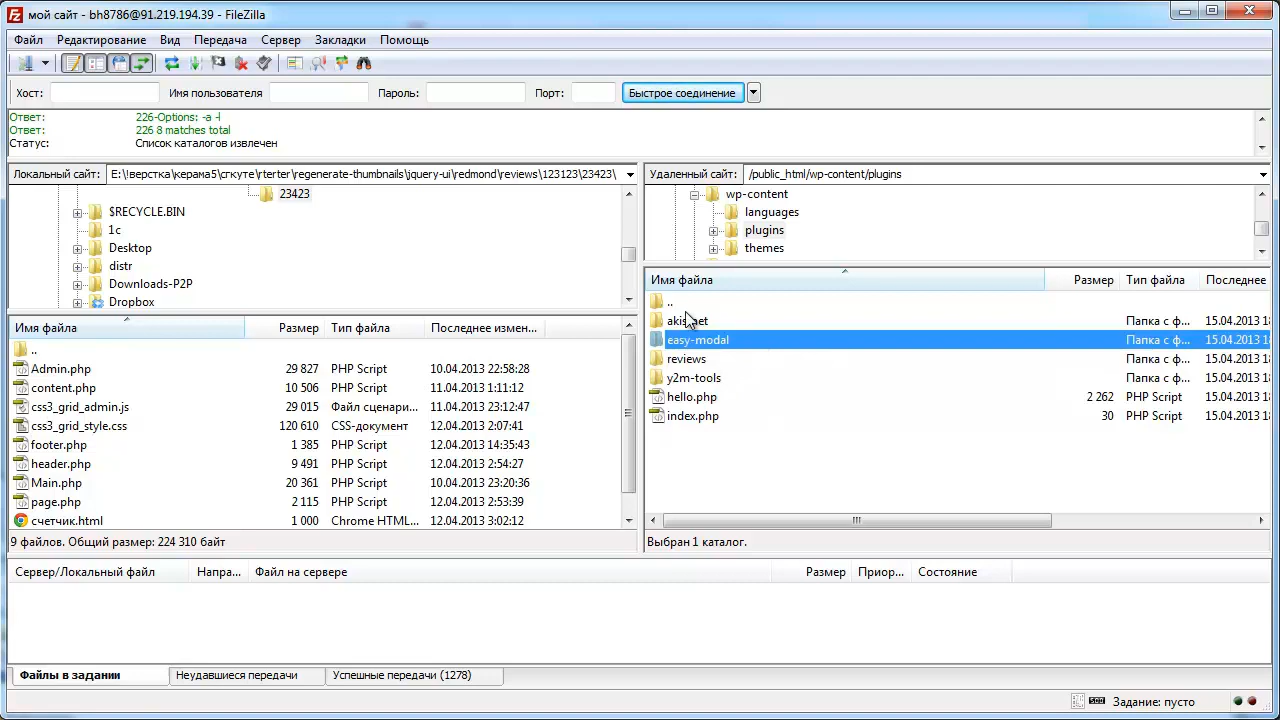 мой сайт - bh8786@91.219.194.39 - FileZilla
Файл Редактирование Вид Передача Сервер Закладки Помощь
Хост: Имя пользователя Пароль: Порт: Быстрое соединение
Ответ: 226-Options: -a -l
Ответ: 226 8 matches total
Статус: Список каталогов извлечен
Локальный сайт: E:\!верстка\керама5\сгкуте\rterter\regenerate-thumbnails\jquery-ui\redmond\reviews\123123\23423\
23423
$RECYCLE.BIN
1c
Desktop
distr
Downloads-P2P
Dropbox
Имя файла Размер Тип файла Последнее измен...
..
Admin.php 29 827 PHP Script 10.04.2013 22:58:28
content.php 10 506 PHP Script 11.04.2013 1:11:12
css3_grid_admin.js 29 015 Файл сценари... 11.04.2013 23:12:47
css3_grid_style.css 120 610 CSS-документ 12.04.2013 2:07:41
footer.php 1 385 PHP Script 12.04.2013 14:35:43
header.php 9 491 PHP Script 12.04.2013 2:54:27
Main.php 20 361 PHP Script 10.04.2013 23:20:36
page.php 2 115 PHP Script 12.04.2013 2:53:39
счетчик.html 1 000 Chrome HTML... 12.04.2013 3:02:12
9 файлов. Общий размер: 224 310 байт
Удаленный сайт: /public_html/wp-content/plugins
wp-content
languages
plugins
themes
Имя файла Размер Тип файла Последнее
..
Папка с ф... 15.04.2013 18
easy-modal Папка с ф... 15.04.2013 18
reviews Папка с ф... 15.04.2013 18
y2m-tools Папка с ф... 15.04.2013 18
hello.php 2 262 PHP Script 15.04.2013 18
index.php 30 PHP Script 15.04.2013 18
Выбран 1 каталог.
Сервер/Локальный файл Напра... Файл на сервере Размер Приор... Состояние
Файлы в задании Неудавшиеся передачи Успешные передачи (1278)
Задание: пусто